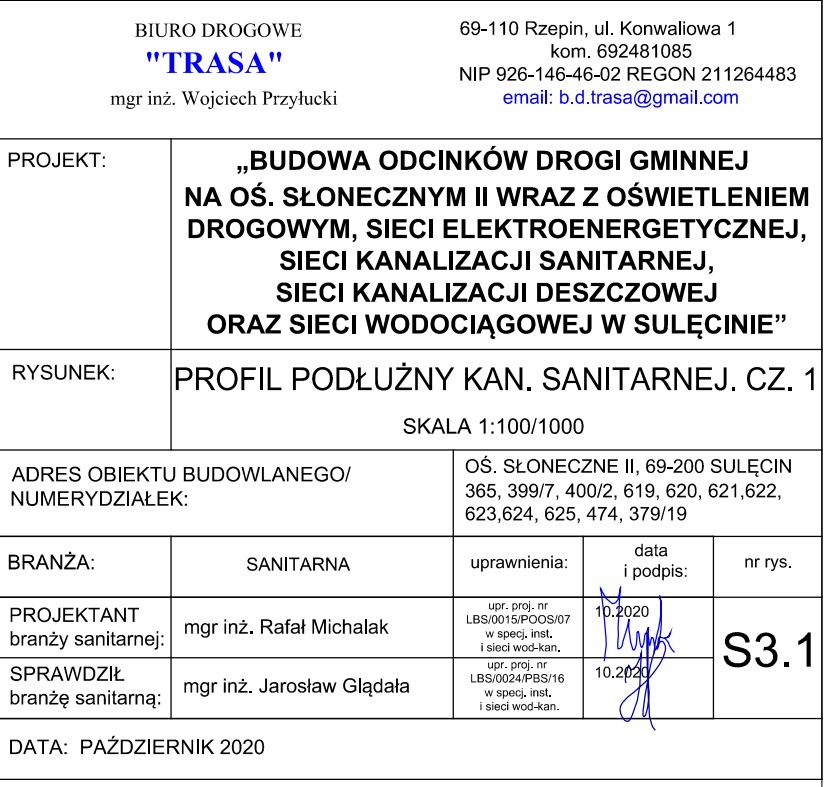 BIURO DROGOWE
"TRASA"
mgr inż. Wojciech Przyłucki
69-110 Rzepin, ul. Konwaliowa 1
kom. 692481085
NIP 926-146-46-02 REGON 211264483
email: b.d.trasa@gmail.com
PROJEKT:
„BUDOWA ODCINKÓW DROGI GMINNEJ
NA OŚ. SŁONECZNYM II WRAZ Z OŚWIETLENIEM
DROGOWYM, SIECI ELEKTROENERGETYCZNEJ,
SIECI KANALIZACJI SANITARNEJ,
SIECI KANALIZACJI DESZCZOWEJ
ORAZ SIECI WODOCIĄGOWEJ W SULĘCINIE”
RYSUNEK:
PROFIL PODŁUŻNY KAN. SANITARNEJ. CZ. 1
SKALA 1:100/1000
ADRES OBIEKTU BUDOWLANEGO/
NUMERYDZIAŁEK:
OŚ. SŁONECZNE II, 69-200 SULĘCIN
365, 399/7, 400/2, 619, 620, 621,622,
623,624, 625, 474, 379/19
BRANŻA:
SANITARNA
uprawnienia:
data
i podpis:
nr rys.
PROJEKTANT
branży sanitarnej:
mgr inż. Rafał Michalak
upr. proj. nr
LBS/0015/POOS/07
w specj. inst.
i sieci wod-kan.
10.2020
S3.1
SPRAWDZIŁ
branżę sanitarną:
mgr inż. Jarosław Glądała
upr. proj. nr
LBS/0024/PBS/16
w specj. inst.
i sieci wod-kan.
10.2020
DATA: PAŹDZIERNIK 2020